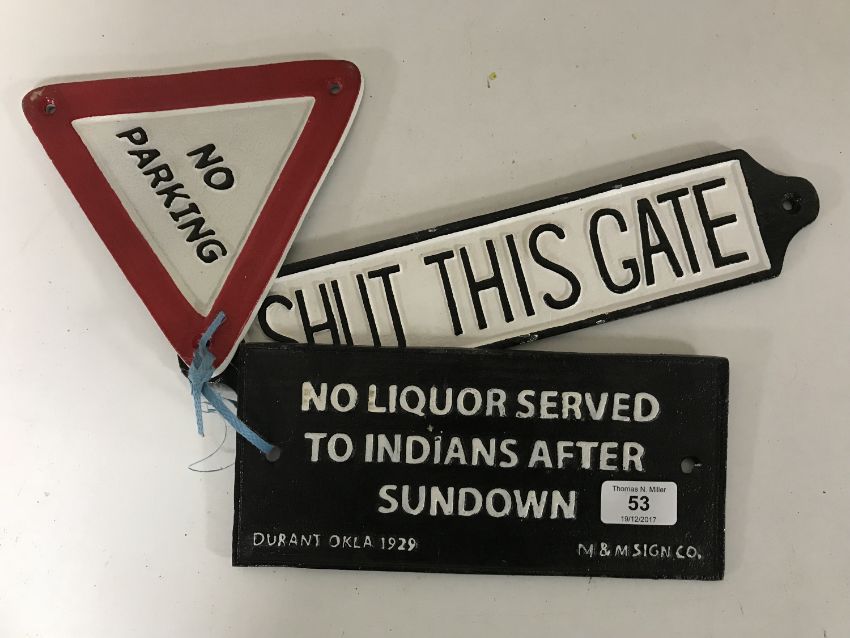 NO
PARKING
SHUT THIS GATE
NO LIQUOR SERVED
TO INDIANS AFTER
SUNDOWN
Thomas N. Miller
53
19/12/2017
DURANT OKLA 1929
M & M SIGN CO.